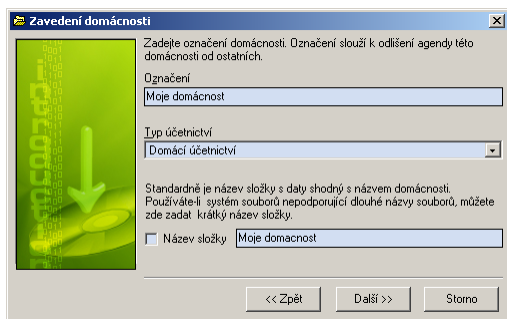 Zavedení domácnosti
Zadejte označení domácnosti. Označení slouží k odlišení agendy této
domácnosti od ostatních.
Označení
Moje domácnost
Typ účetnictví
Domácí účetnictví
Standardně je název složky s daty shodný s názvem domácnosti.
Používáte-li systém souborů nepodporující dlouhé názvy souborů, můžete
zde zadat krátký název složky.
Název složky Moje domacnost
<< Zpět Další >> Storno